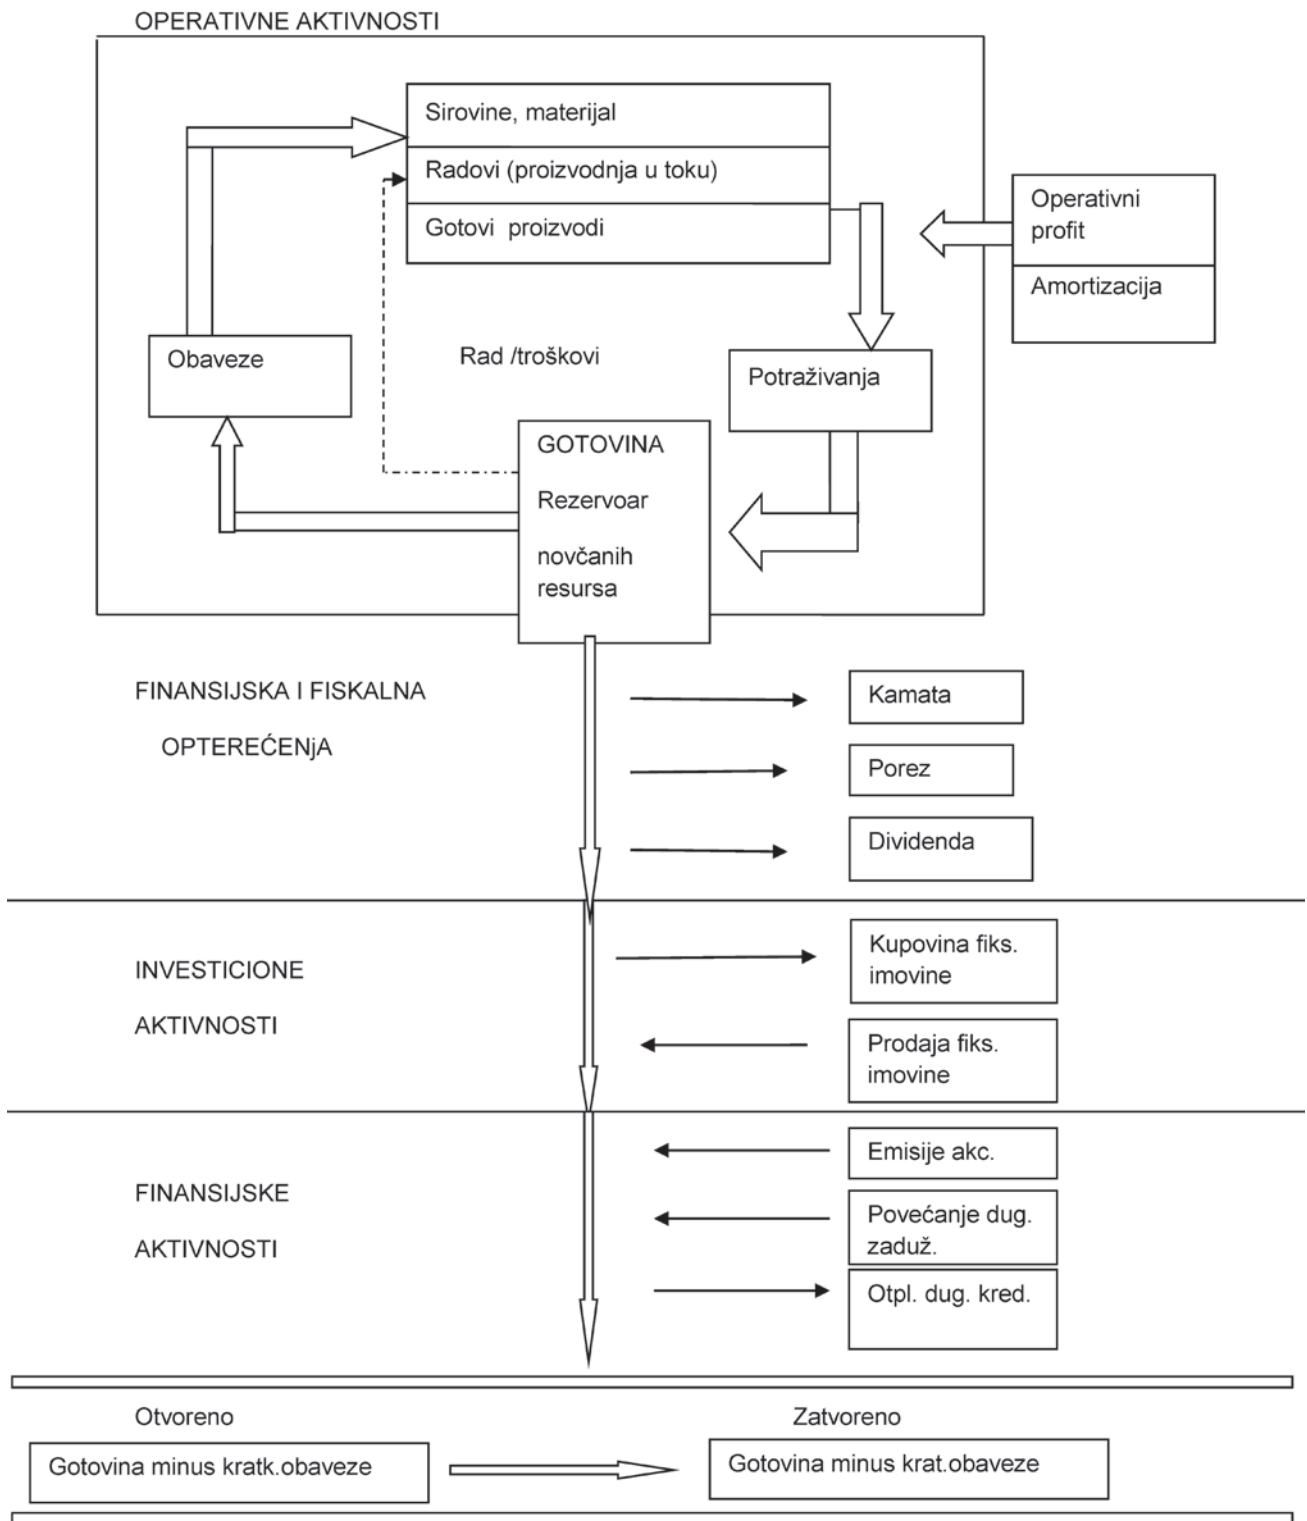 OPERATIVNE AKTIVNOSTI
Sirovine, materijal
Radovi (proizvodnja u toku)
Gotovi proizvodi
Operativni
profit
Amortizacija
Obaveze
Rad /troškovi
Potraživanja
GOTOVINA
Rezervoar
novčanih
resursa
FINANSIJSKA I FISKALNA
OPTEREĆENjA
Kamata
Porez
Dividenda
INVESTICIONE
AKTIVNOSTI
Kupovina fiks.
imovine
Prodaja fiks.
imovine
FINANSIJSKE
AKTIVNOSTI
Emisije akc.
Povećanje dug.
zaduž.
Otpl. dug. kred.
Otvoreno
Zatvoreno
Gotovina minus kratk.obaveze
Gotovina minus krat.obaveze